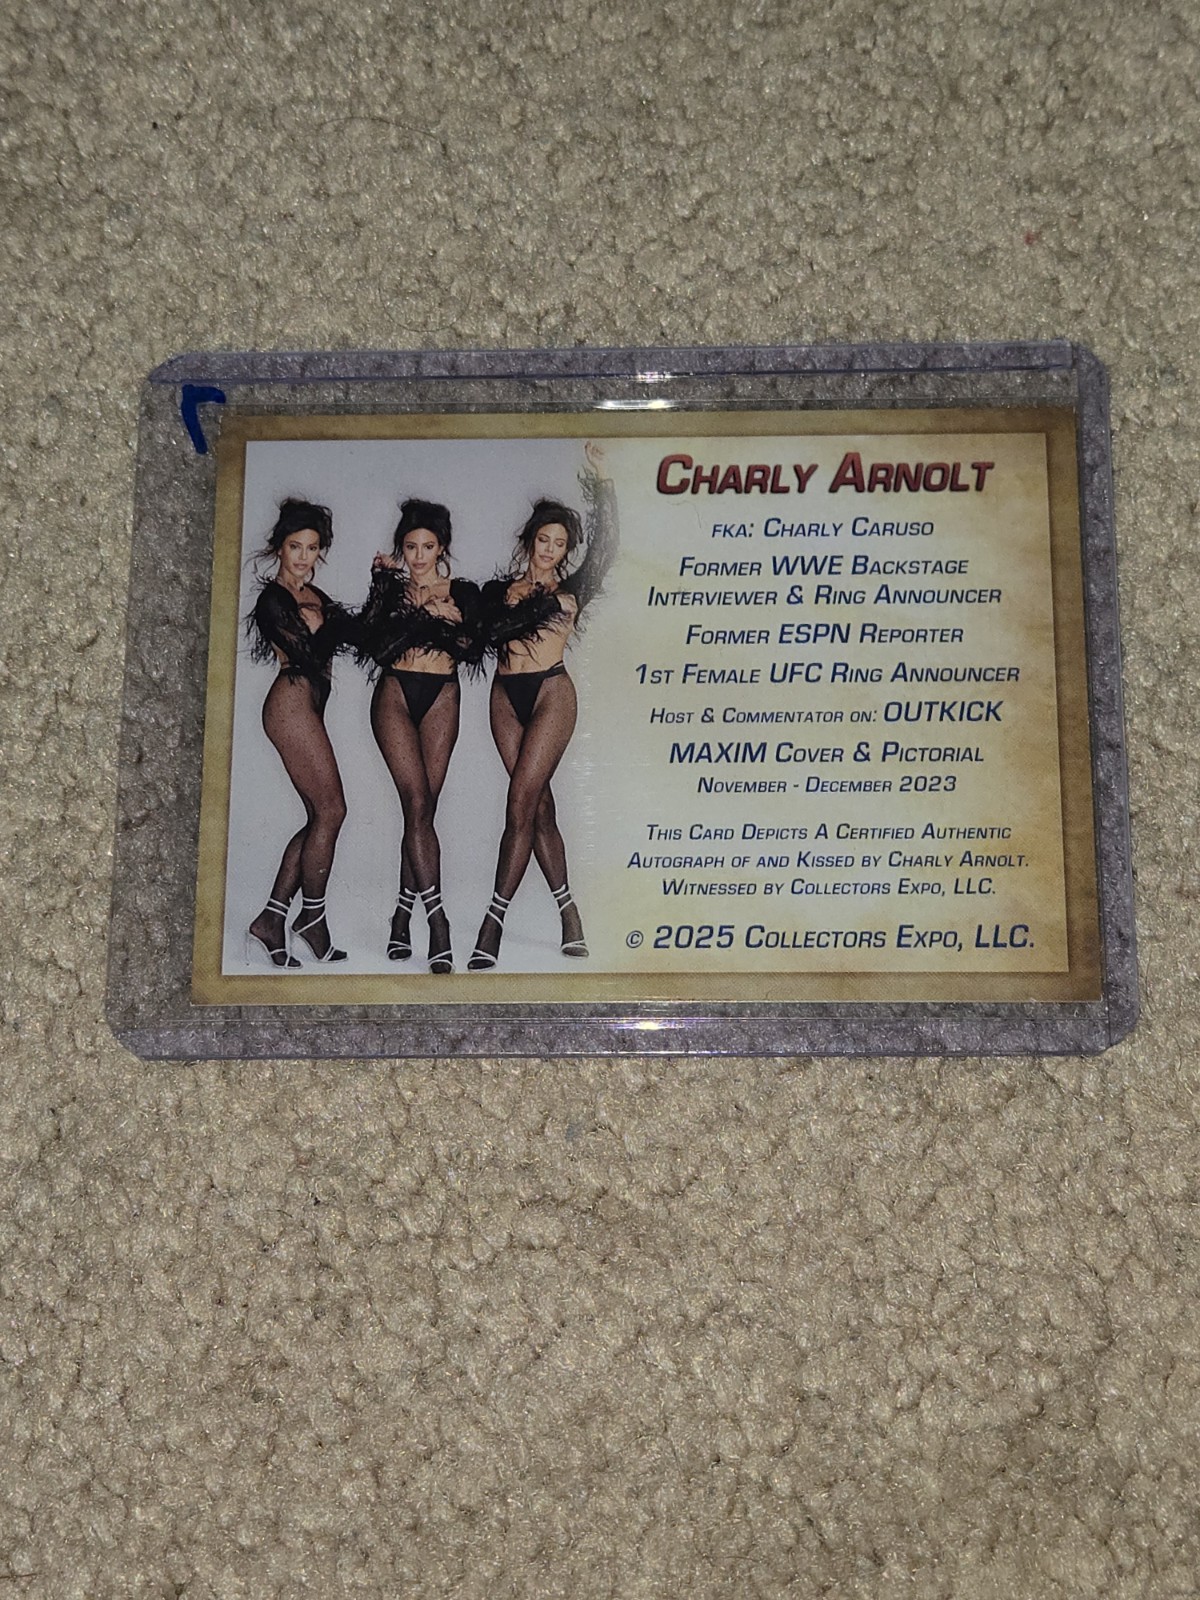 Charly Arnolt
FKA: Charly Caruso
Former WWE Backstage
Interviewer & Ring Announcer
Former ESPN Reporter
1st Female UFC Ring Announcer
Host & Commentator on: OUTKICK
MAXIM Cover & Pictorial
November - December 2023
This Card Depicts A Certified Authentic
Autograph of and Kissed by Charly Arnolt.
Witnessed by Collectors Expo, LLC.
© 2025 Collectors Expo, LLC.